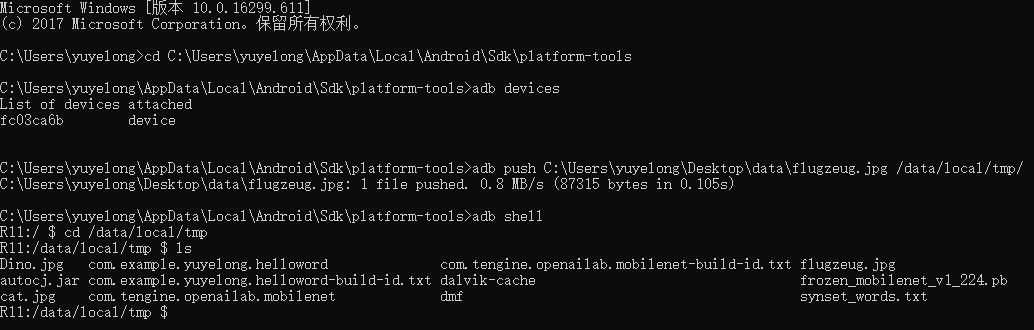 Microsoft Windows [版本 10.0.16299.611]
(c) 2017 Microsoft Corporation。保留所有权利。
C:\Users\yuyelong>cd C:\Users\yuyelong\AppData\Local\Android\Sdk\platform-tools
C:\Users\yuyelong\AppData\Local\Android\Sdk\platform-tools>adb devices
List of devices attached
fc03ca6b        device
C:\Users\yuyelong\AppData\Local\Android\Sdk\platform-tools>adb push C:\Users\yuyelong\Desktop\data\flugzeug.jpg /data/local/tmp/
C:\Users\yuyelong\Desktop\data\flugzeug.jpg: 1 file pushed. 0.8 MB/s (87315 bytes in 0.105s)
C:\Users\yuyelong\AppData\Local\Android\Sdk\platform-tools>adb shell
R11:/ $ cd /data/local/tmp
R11:/data/local/tmp $ ls
Dino.jpg   com.example.yuyelong.helloword              com.tengine.openailab.mobilenet-build-id.txt flugzeug.jpg
autocj.jar com.example.yuyelong.helloword-build-id.txt dalvik-cache                                 frozen_mobilenet_v1_224.pb
cat.jpg    com.tengine.openailab.mobilenet             dmf                                          synset_words.txt
R11:/data/local/tmp $